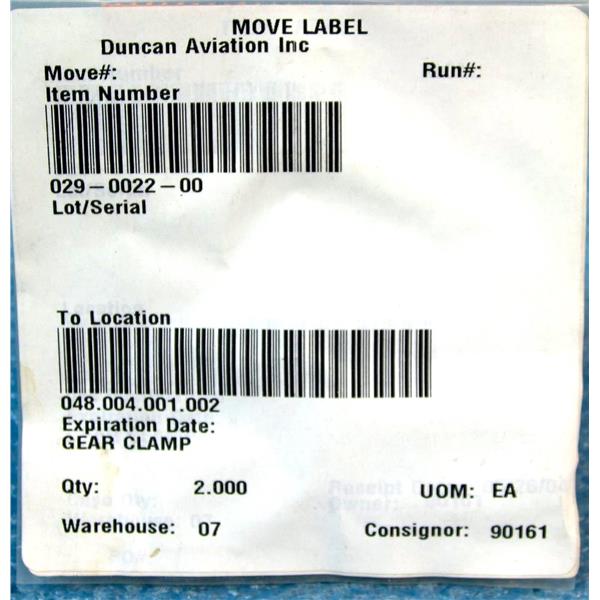 MOVE LABEL
Duncan Aviation Inc
Move#: Run#:
Item Number
029-0022-00
Lot/Serial
To Location
048.004.001.002
Expiration Date:
GEAR CLAMP
Qty: 2.000 UOM: EA
Warehouse: 07 Consignor: 90161